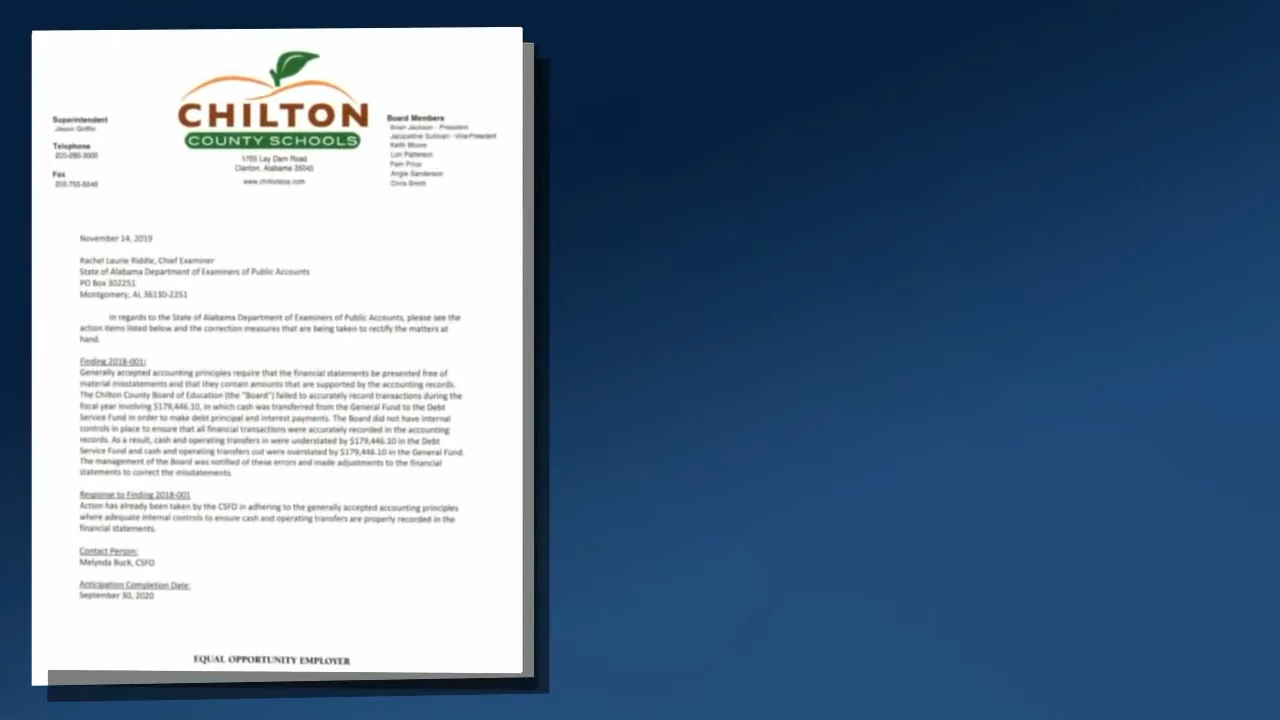 CHILTON
COUNTY SCHOOLS
Superintendent
Jason Griffin
Telephone
Fax
1705 Lay Dam Road
Clanton, Alabama 35045
Board Members
Brian Jackson - President
Jacqueline Sullivan - Vice-President
Keith Moore
Lori Patterson
Pam Price
Angie Sanderson
Chris Smith
November 14, 2019
Rachel Laurie Riddle, Chief Examiner
State of Alabama Department of Examiners of Public Accounts
PO Box 302251
Montgomery, AL 36130-2251
In regards to the State of Alabama Department of Examiners of Public Accounts, please see the
action items listed below and the correction measures that are being taken to rectify the matters at
hand.
Finding 2018-001:
Generally accepted accounting principles require that the financial statements be presented free of
material misstatements and that they contain amounts that are supported by the accounting records.
The Chilton County Board of Education (the "Board") failed to accurately record transactions during the
fiscal year involving $179,446.10, in which cash was transferred from the General Fund to the Debt
Service Fund in order to make debt principal and interest payments. The Board did not have internal
controls in place to ensure that all financial transactions were accurately recorded in the accounting
records. As a result, cash and operating transfers in were understated by $179,446.10 in the Debt
Service Fund and cash and operating transfers out were overstated by $179,446.10 in the General Fund.
The management of the Board was notified of these errors and made adjustments to the financial
statements to correct the misstatements.
Response to Finding 2018-001
Action has already been taken by the CSFO in adhering to the generally accepted accounting principles
where adequate internal controls to ensure cash and operating transfers are properly recorded in the
financial statements.
Contact Person:
Melynda Buck, CSFO
Anticipation Completion Date:
September 30, 2020
EQUAL OPPORTUNITY EMPLOYER